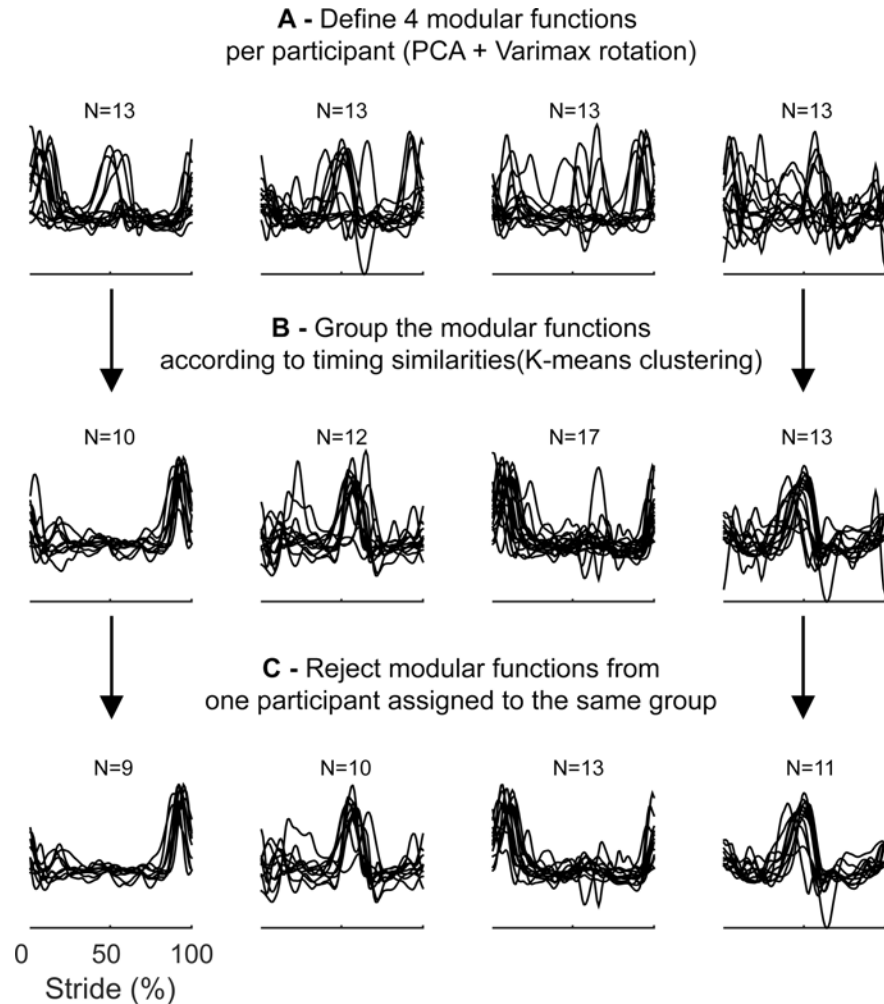 A - Define 4 modular functions
per participant (PCA + Varimax rotation)
N=13 N=13 N=13 N=13
B - Group the modular functions
according to timing similarities(K-means clustering)
N=10 N=12 N=17 N=13
C - Reject modular functions from
one participant assigned to the same group
N=9 N=10 N=13 N=11
0 50 100
Stride (%)